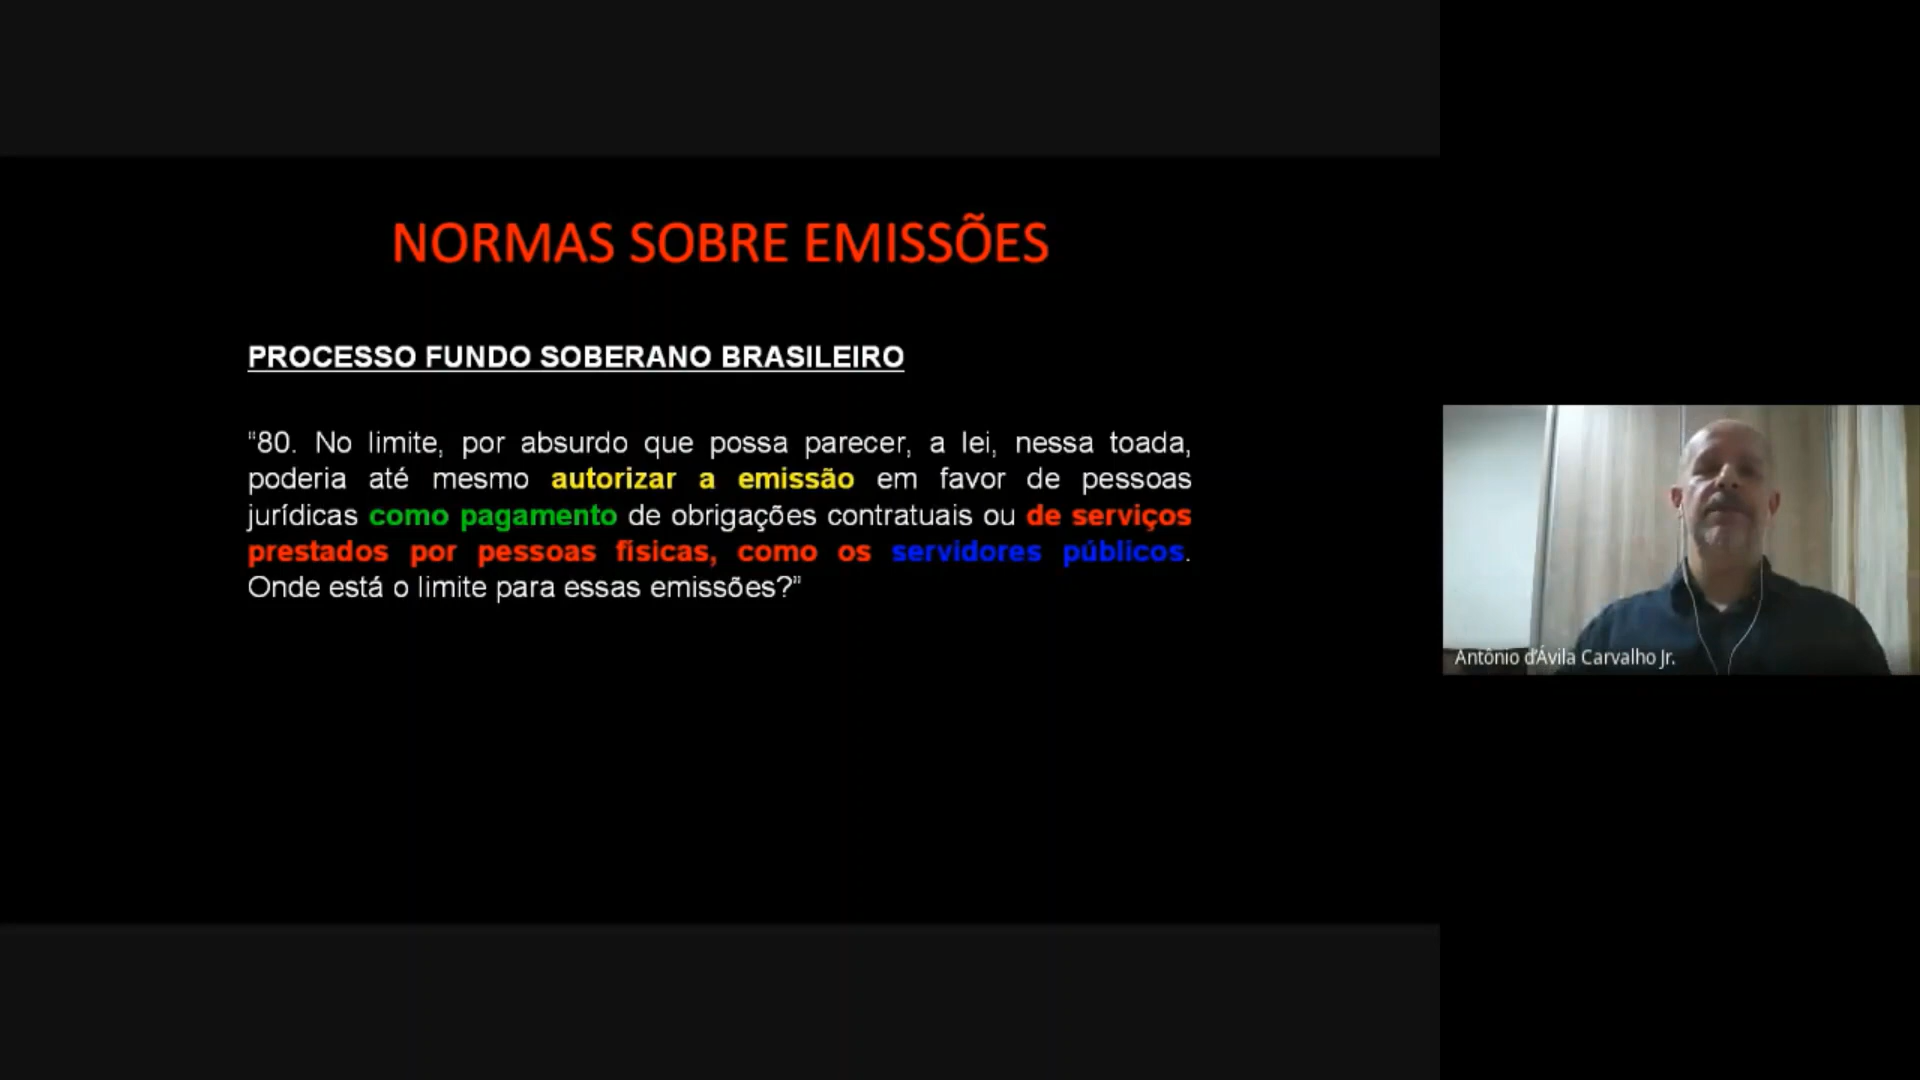 NORMAS SOBRE EMISSÕES
PROCESSO FUNDO SOBERANO BRASILEIRO
“80. No limite, por absurdo que possa parecer, a lei, nessa toada,
poderia até mesmo autorizar a emissão em favor de pessoas
jurídicas como pagamento de obrigações contratuais ou de serviços
prestados por pessoas físicas, como os servidores públicos.
Onde está o limite para essas emissões?”
Antônio d'Ávila Carvalho Jr.